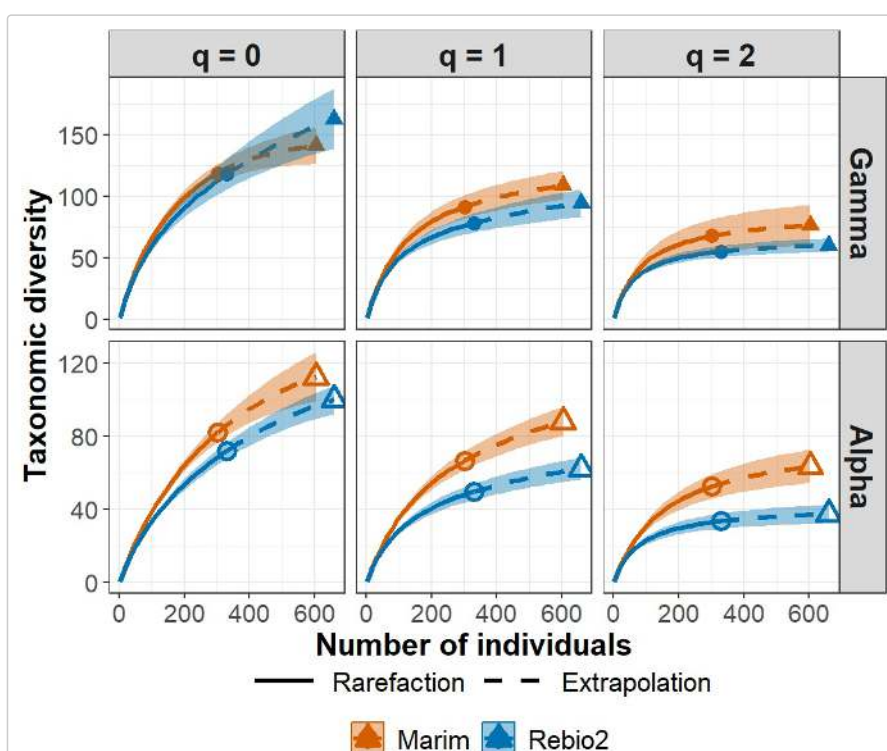 q = 0 q = 1 q = 2
150
100
50
0
Gamma
120
80
40
0
Alpha
Taxonomic diversity
0 200 400 600 0 200 400 600 0 200 400 600
Number of individuals
Rarefaction Extrapolation
Marim Rebio2